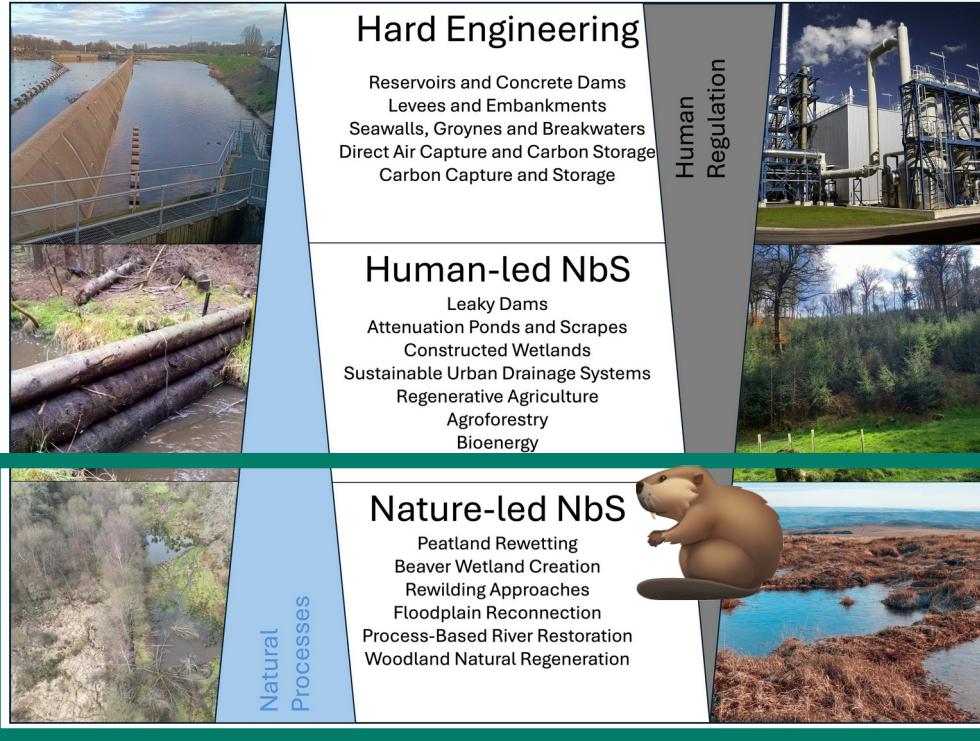 Hard Engineering
Reservoirs and Concrete Dams
Levees and Embankments
Seawalls, Groynes and Breakwaters
Direct Air Capture and Carbon Storage
Carbon Capture and Storage
Human
Regulation
Human-led NbS
Leaky Dams
Attenuation Ponds and Scrapes
Constructed Wetlands
Sustainable Urban Drainage Systems
Regenerative Agriculture
Agroforestry
Bioenergy
Nature-led NbS
Peatland Rewetting
Beaver Wetland Creation
Rewilding Approaches
Floodplain Reconnection
Process-Based River Restoration
Woodland Natural Regeneration
Natural
Processes